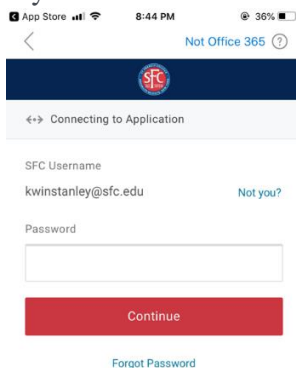 App Store 8:44 PM 36%
Not Office 365 ?
SFC
Connecting to Application
SFC Username
kwinstanley@sfc.edu Not you?
Password
Continue
Forgot Password